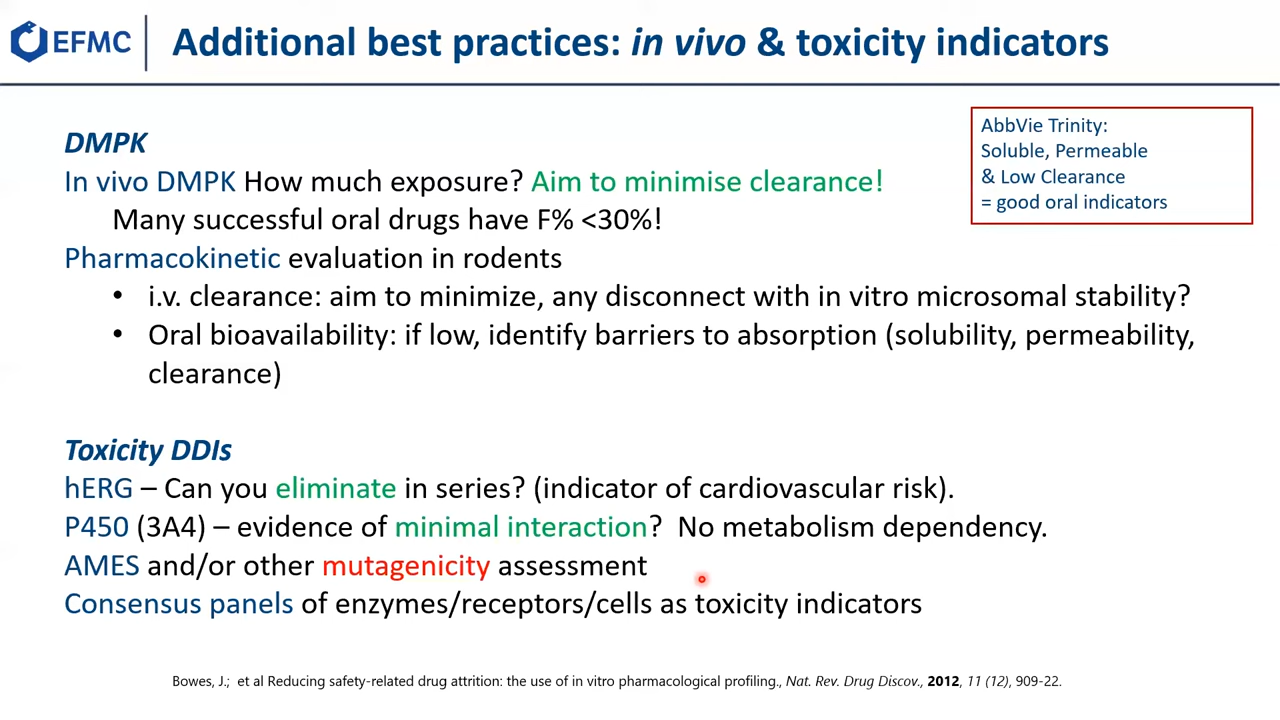 EFMC
Additional best practices: in vivo & toxicity indicators
AbbVie Trinity:
Soluble, Permeable
& Low Clearance
= good oral indicators
DMPK
In vivo DMPK How much exposure? Aim to minimise clearance!
Many successful oral drugs have F% <30%!
Pharmacokinetic evaluation in rodents
• i.v. clearance: aim to minimize, any disconnect with in vitro microsomal stability?
• Oral bioavailability: if low, identify barriers to absorption (solubility, permeability,
clearance)
Toxicity DDIs
hERG – Can you eliminate in series? (indicator of cardiovascular risk).
P450 (3A4) – evidence of minimal interaction? No metabolism dependency.
AMES and/or other mutagenicity assessment
Consensus panels of enzymes/receptors/cells as toxicity indicators
Bowes, J.; et al Reducing safety-related drug attrition: the use of in vitro pharmacological profiling., Nat. Rev. Drug Discov., 2012, 11 (12), 909-22.